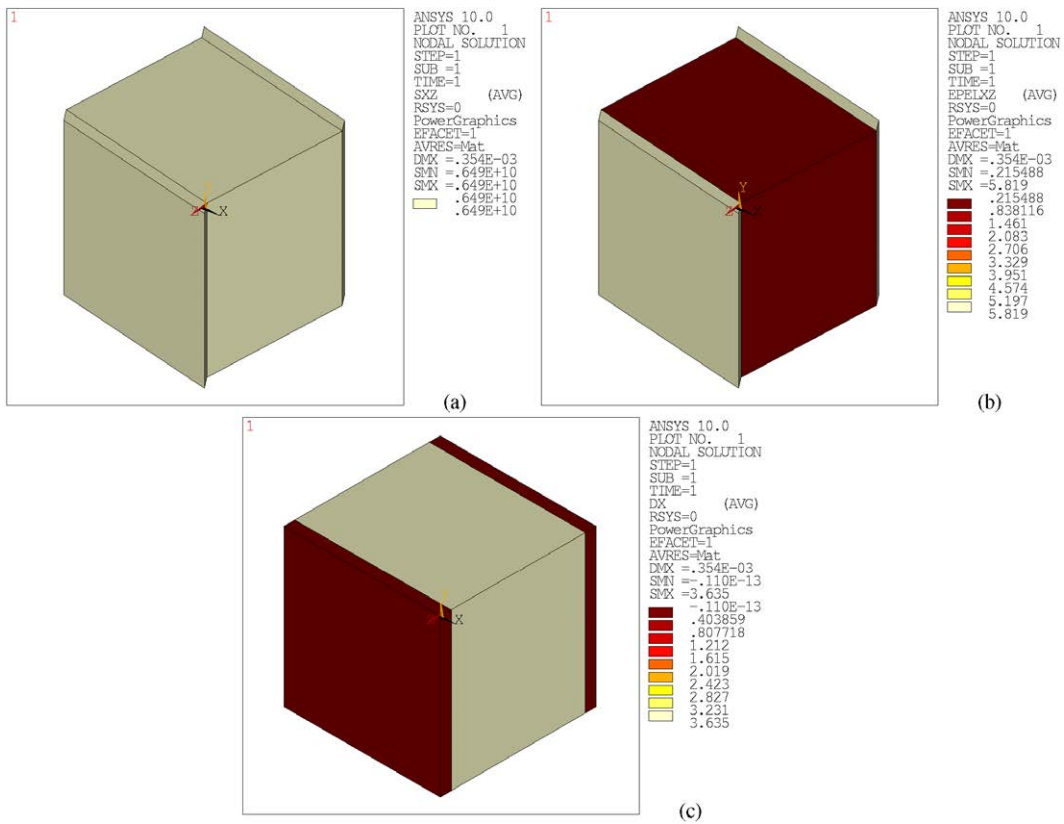 1
ANSYS 10.0
PLOT NO. 1
NODAL SOLUTION
STEP=1
SUB =1
TIME=1
SXZ (AVG)
RSYS=0
PowerGraphics
EFACET=1
AVRES=Mat
DMX =.354E-03
SMN =.649E+10
SMX =.649E+10
.649E+10
.649E+10
Y
Z X
(a)
1
ANSYS 10.0
PLOT NO. 1
NODAL SOLUTION
STEP=1
SUB =1
TIME=1
EPELXZ (AVG)
RSYS=0
PowerGraphics
EFACET=1
AVRES=Mat
DMX =.354E-03
SMN =.215488
SMX =5.819
.215488
.838116
1.461
2.083
2.706
3.329
3.951
4.574
5.197
5.819
Y
Z X
(b)
1
ANSYS 10.0
PLOT NO. 1
NODAL SOLUTION
STEP=1
SUB =1
TIME=1
DX (AVG)
RSYS=0
PowerGraphics
EFACET=1
AVRES=Mat
DMX =.354E-03
SMN =-.110E-13
SMX =3.635
-.110E-13
.403859
.807718
1.212
1.615
2.019
2.423
2.827
3.231
3.635
Z X
(c)